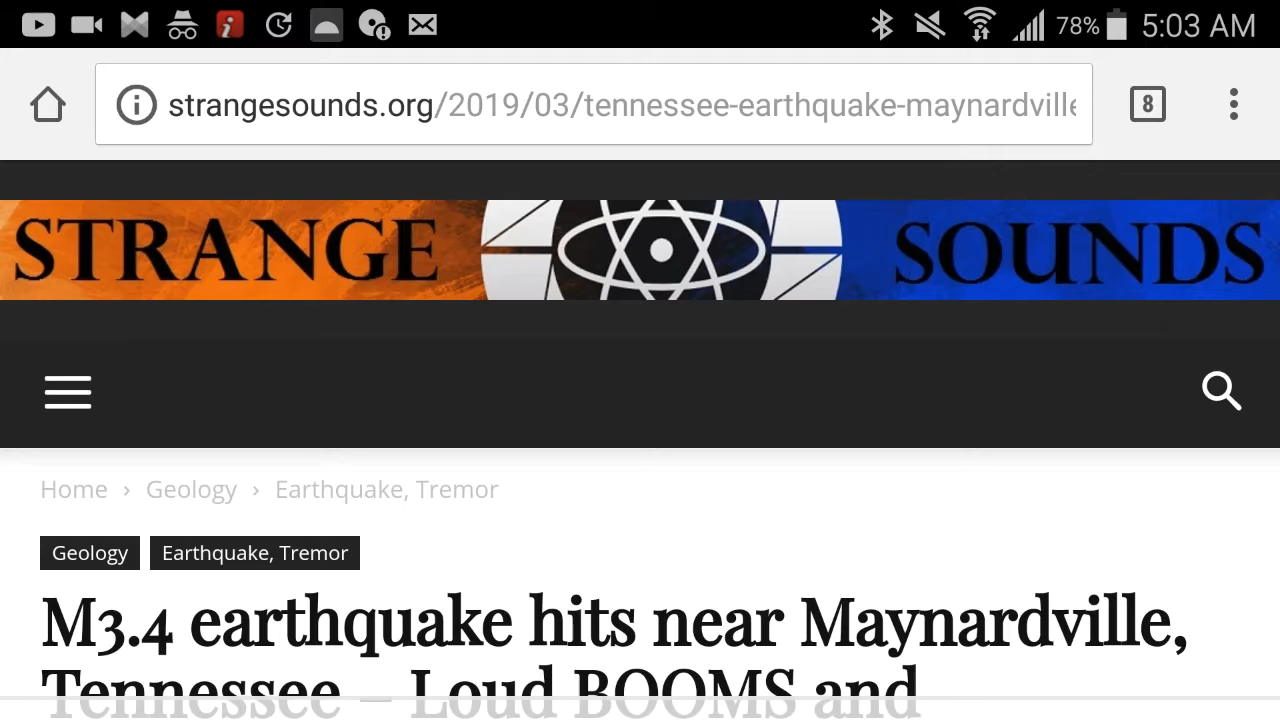 78% 5:03 AM
strangesounds.org/2019/03/tennessee-earthquake-maynardville
8
STRANGE SOUNDS
Home › Geology › Earthquake, Tremor
Geology Earthquake, Tremor
M3.4 earthquake hits near Maynardville,
Tennessee – Loud BOOMS and